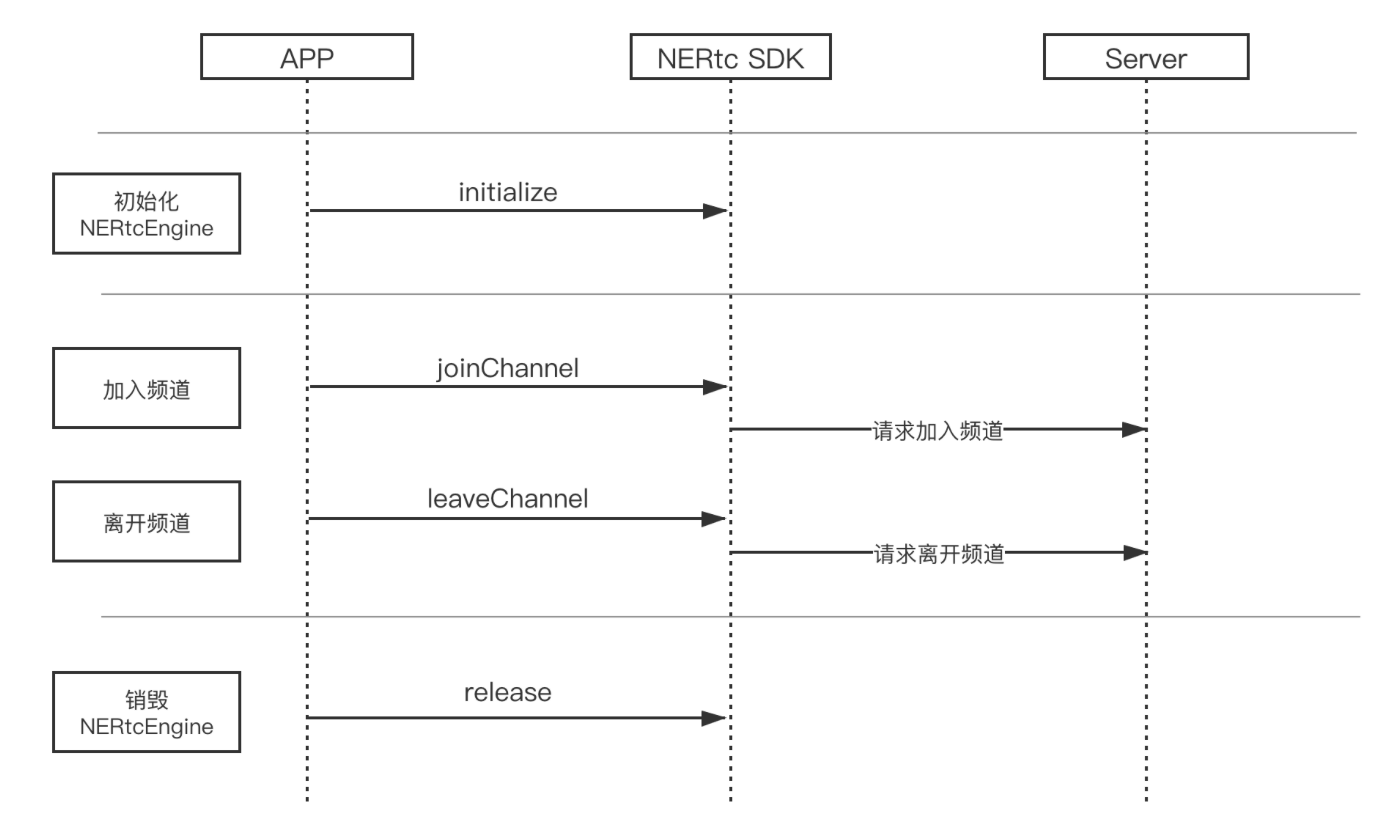 APP
NERtc SDK
Server
初始化
NERtcEngine
initialize
加入频道
joinChannel
请求加入频道
离开频道
leaveChannel
请求离开频道
销毁
NERtcEngine
release